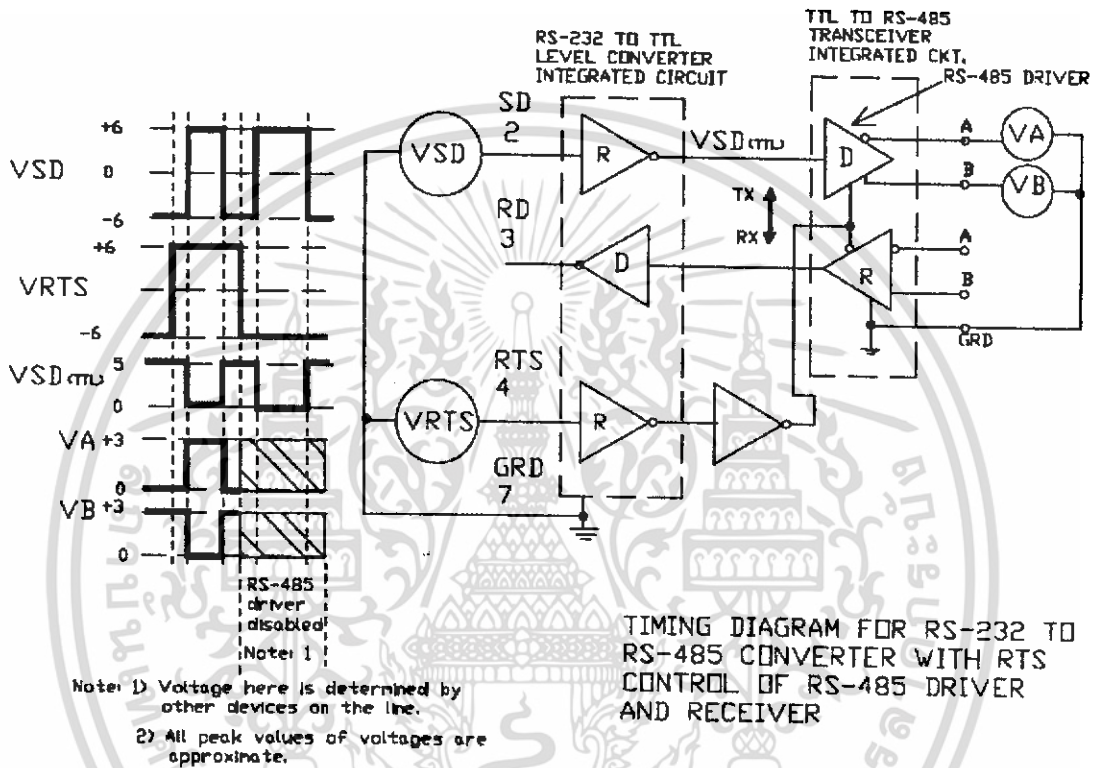 RS-232 TO TTL
LEVEL CONVERTER
INTEGRATED CIRCUIT
TTL TO RS-485
TRANSCEIVER
INTEGRATED CKT.
RS-485 DRIVER
SD
2
VSD
VSD(TTL)
RD
3
TX
RX
RTS
4
VRTS
GRD
7
R
D
R
D
R
A
VA
B
VB
A
B
GRD
+6
VSD 0
-6
+6
VRTS
-6
VSD(TTL) 5
0
VA +3
0
VB +3
0
RS-485
driver
disabled
Note: 1
Note: 1) Voltage here is determined by
other devices on the line.
2) All peak values of voltages are
approximate.
TIMING DIAGRAM FOR RS-232 TO
RS-485 CONVERTER WITH RTS
CONTROL OF RS-485 DRIVER
AND RECEIVER